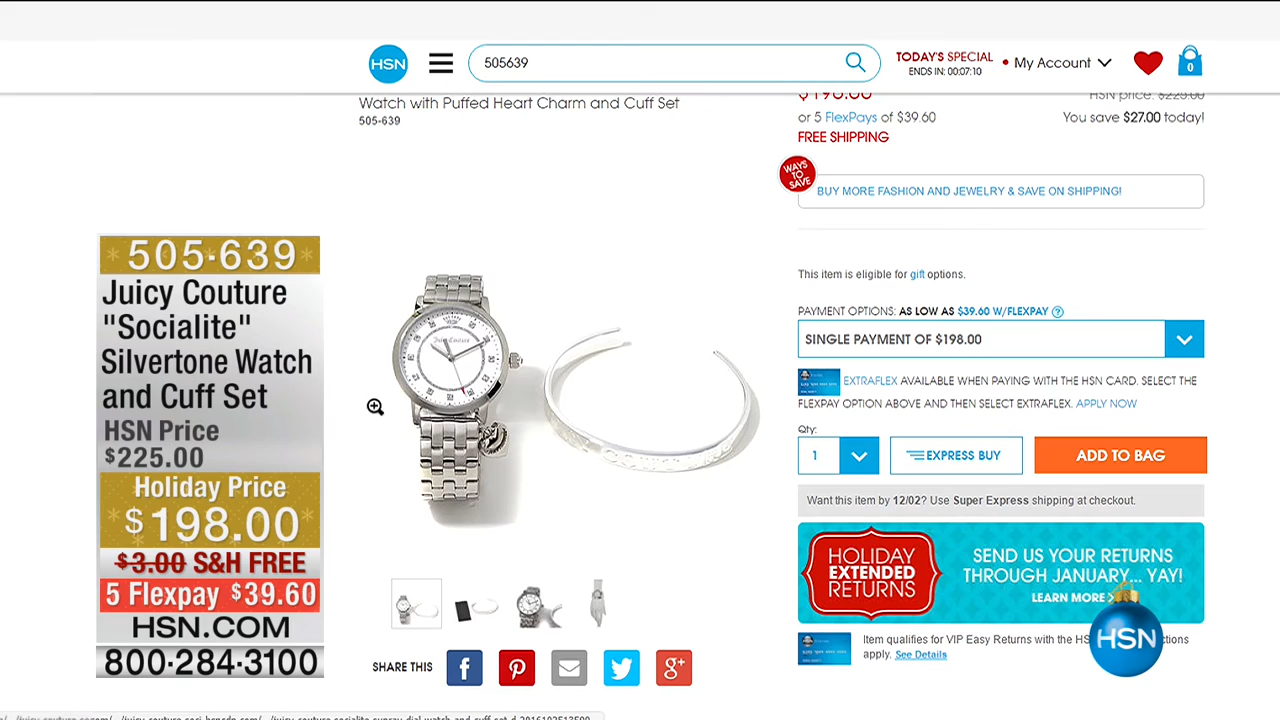 HSN
505639
TODAY'S SPECIAL
ENDS IN: 00:07:10
My Account
0
Watch with Puffed Heart Charm and Cuff Set
505-639
$198.00
HSN price: $225.00
or 5 FlexPays of $39.60
You save $27.00 today!
FREE SHIPPING
WAYS TO SAVE
BUY MORE FASHION AND JEWELRY & SAVE ON SHIPPING!
This item is eligible for gift options.
PAYMENT OPTIONS: AS LOW AS $39.60 W/FLEXPAY ?
SINGLE PAYMENT OF $198.00
EXTRAFLEX AVAILABLE WHEN PAYING WITH THE HSN CARD. SELECT THE
FLEXPAY OPTION ABOVE AND THEN SELECT EXTRAFLEX. APPLY NOW
Qty:
1
EXPRESS BUY
ADD TO BAG
Want this item by 12/02? Use Super Express shipping at checkout.
HOLIDAY
EXTENDED
RETURNS
SEND US YOUR RETURNS
THROUGH JANUARY... YAY!
LEARN MORE >
Item qualifies for VIP Easy Returns with the HS
apply. See Details
HSN
505·639
Juicy Couture
"Socialite"
Silvertone Watch
and Cuff Set
HSN Price
$225.00
Holiday Price
$198.00
$3.00 S&H FREE
5 Flexpay $39.60
HSN.COM
800·284·3100
Juicy Couture
SHARE THIS
f
g+